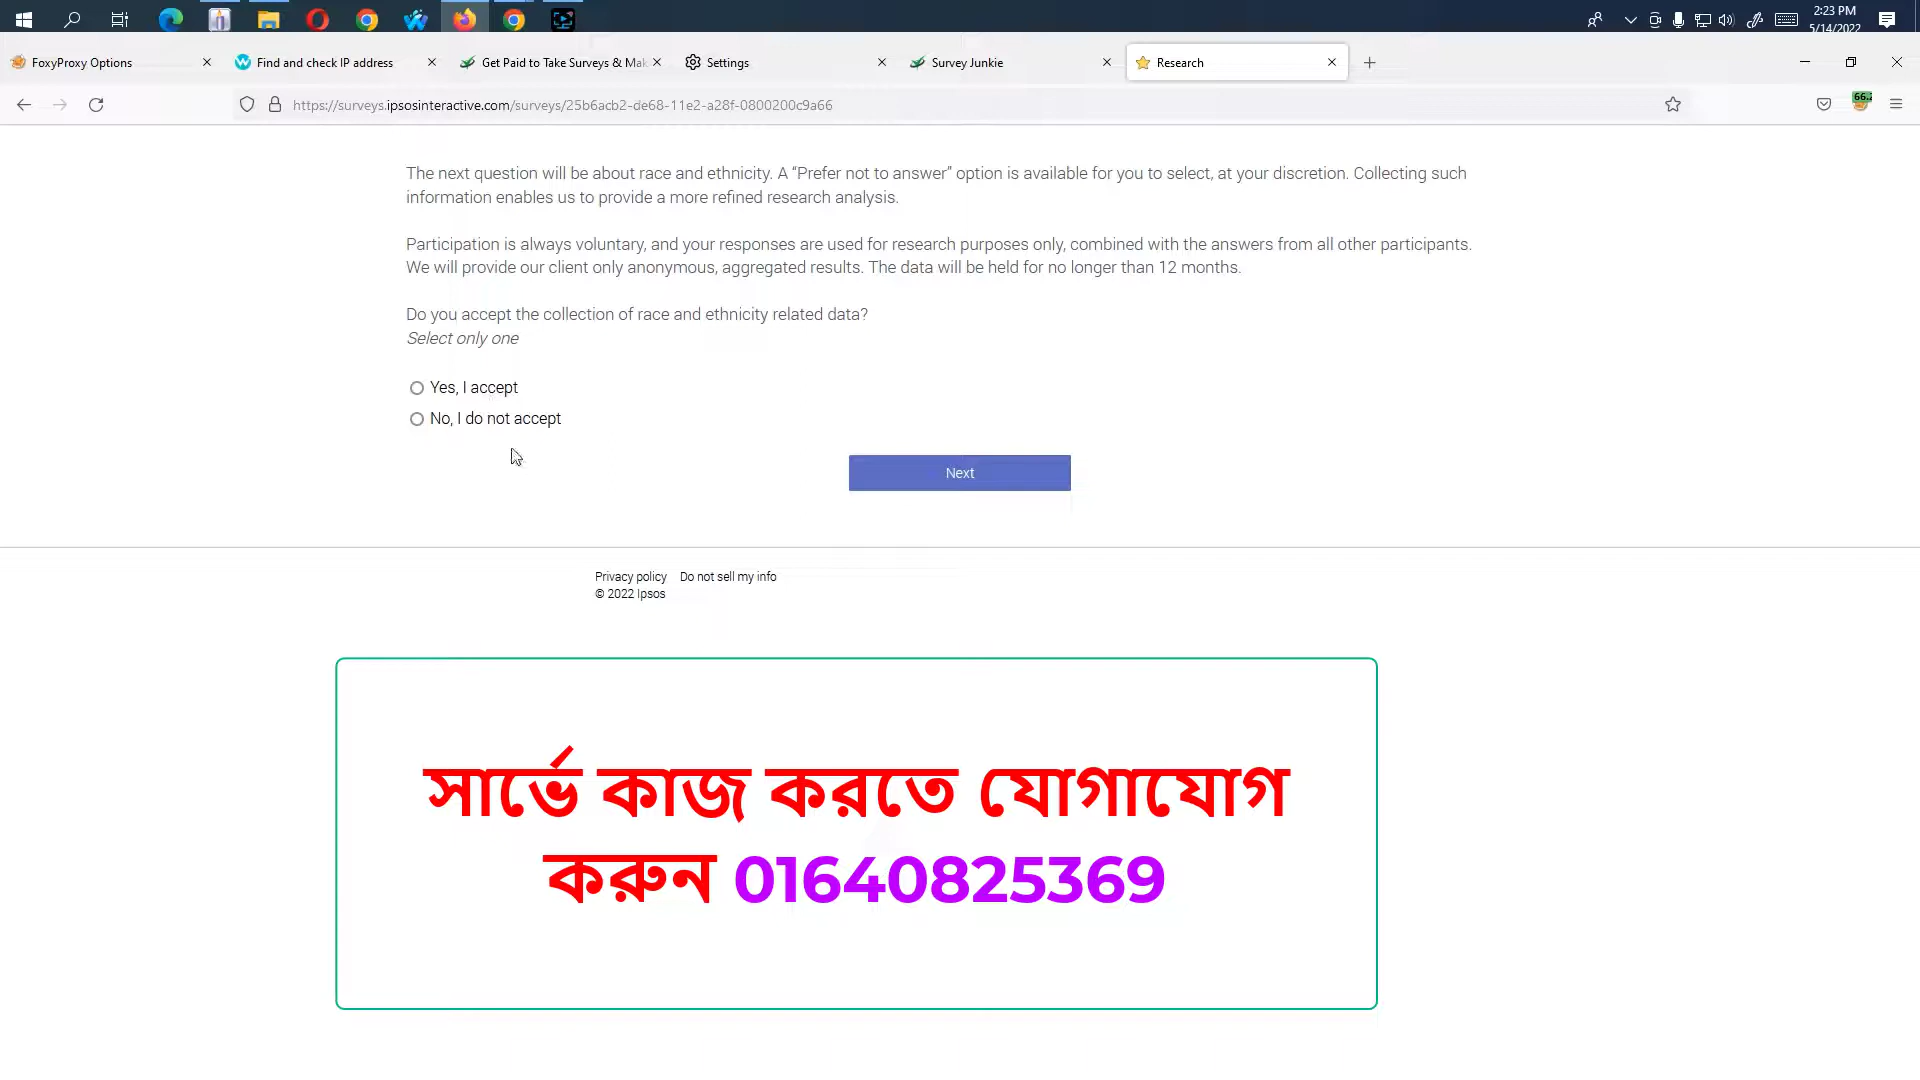 2:23 PM
5/14/2022
FoxyProxy Options
Find and check IP address
Get Paid to Take Surveys & Mak
Settings
Survey Junkie
Research
https://surveys.ipsosinteractive.com/surveys/25b6acb2-de68-11e2-a28f-0800200c9a66
66.2
The next question will be about race and ethnicity. A “Prefer not to answer” option is available for you to select, at your discretion. Collecting such
information enables us to provide a more refined research analysis.
Participation is always voluntary, and your responses are used for research purposes only, combined with the answers from all other participants.
We will provide our client only anonymous, aggregated results. The data will be held for no longer than 12 months.
Do you accept the collection of race and ethnicity related data?
Select only one
Yes, I accept
No, I do not accept
Next
Privacy policy Do not sell my info
© 2022 Ipsos
সার্ভে কাজ করতে যোগাযোগ
করুন 01640825369